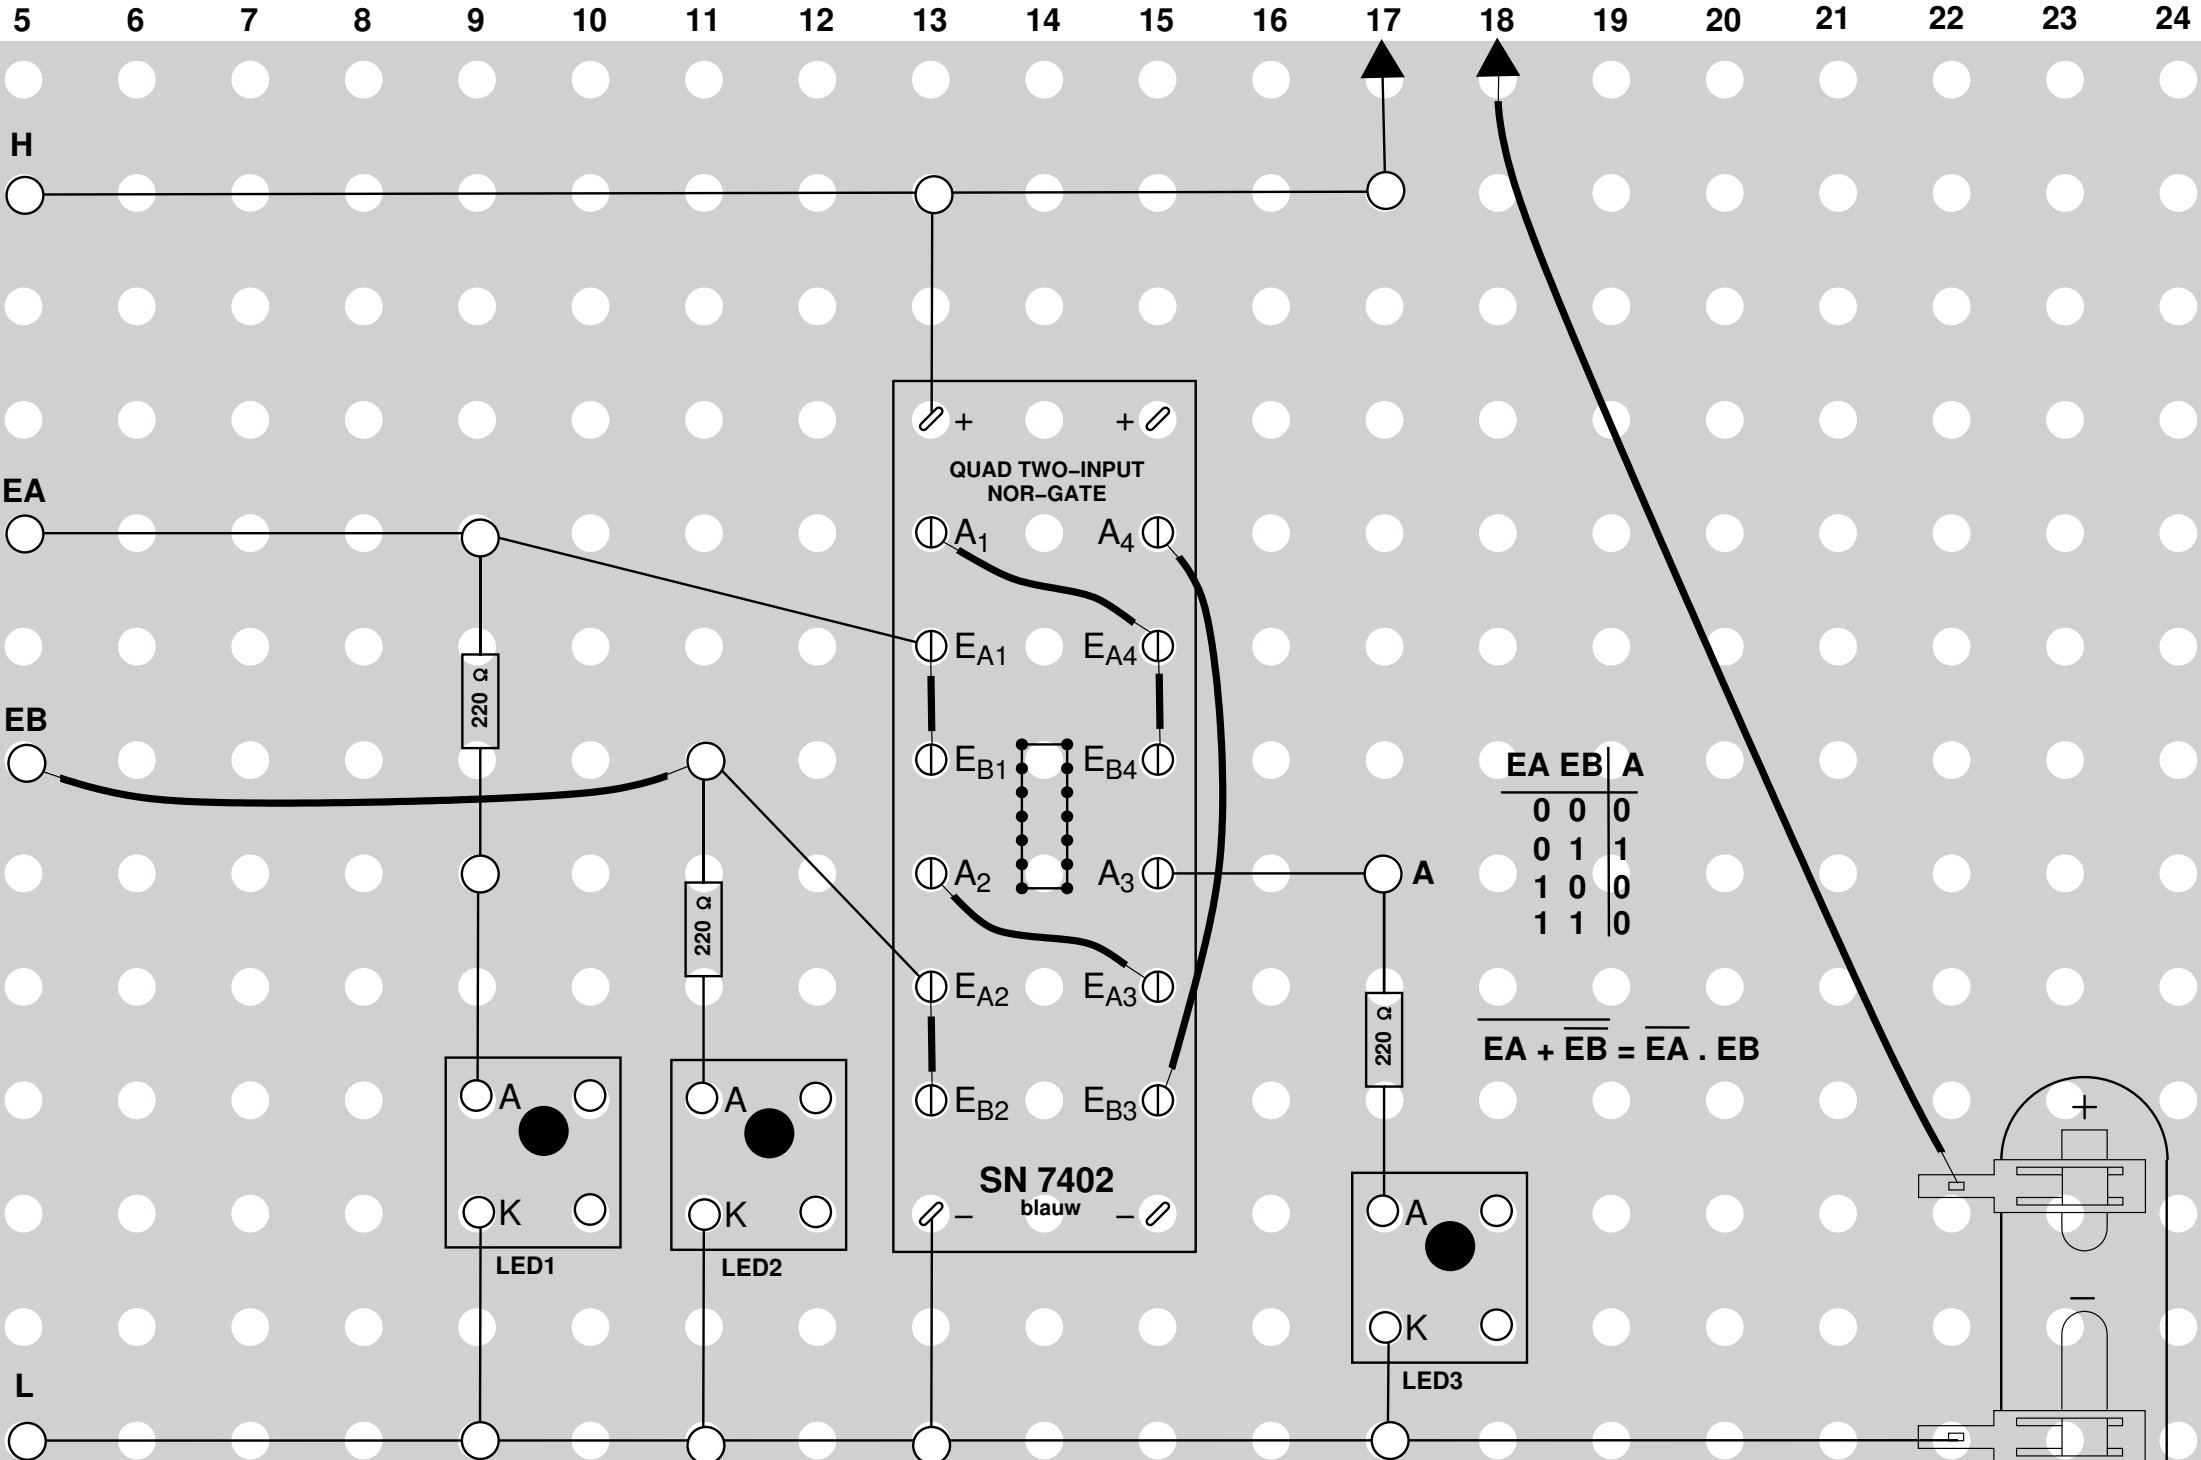 5 6 7 8 9 10 11 12 13 14 15 16 17 18 19 20 21 22 23 24
H
+ +
QUAD TWO–INPUT
NOR–GATE
EA
A1 A4
EA1 EA4
220 Ω
EB
EB1 EB4
EA EB A
0 0 0
0 1 1
1 0 0
1 1 0
A2 A3 A
220 Ω
EA2 EA3
220 Ω
EA + EB = EA . EB
A A
EB2 EB3
+
SN 7402
blauw
K K
– –
A
LED1 LED2
–
K
LED3
L